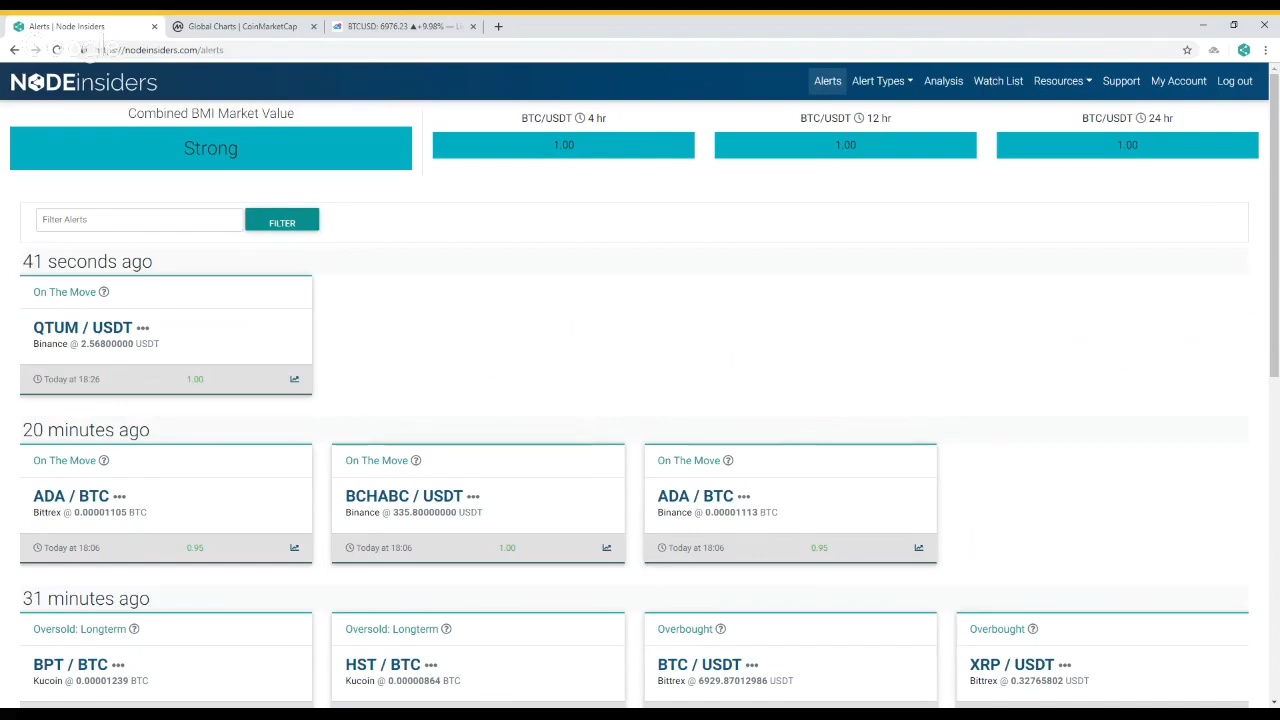 Alerts | Node Insiders
Global Charts | CoinMarketCap
BTCUSD: 6976.23 ▲+9.98% —
nodeinsiders.com/alerts
NODEinsiders
Alerts Alert Types Analysis Watch List Resources Support My Account Log out
Combined BMI Market Value
Strong
BTC/USDT 4 hr
1.00
BTC/USDT 12 hr
1.00
BTC/USDT 24 hr
1.00
Filter Alerts
FILTER
41 seconds ago
On The Move
QTUM / USDT
Binance @ 2.56800000 USDT
Today at 18:26 1.00
20 minutes ago
On The Move
ADA / BTC
Bittrex @ 0.00001105 BTC
Today at 18:06 0.95
On The Move
BCHABC / USDT
Binance @ 335.80000000 USDT
Today at 18:06 1.00
On The Move
ADA / BTC
Binance @ 0.00001113 BTC
Today at 18:06 0.95
31 minutes ago
Oversold: Longterm
BPT / BTC
Kucoin @ 0.00001239 BTC
Oversold: Longterm
HST / BTC
Kucoin @ 0.00000864 BTC
Overbought
BTC / USDT
Bittrex @ 6929.87012986 USDT
Overbought
XRP / USDT
Bittrex @ 0.32765802 USDT